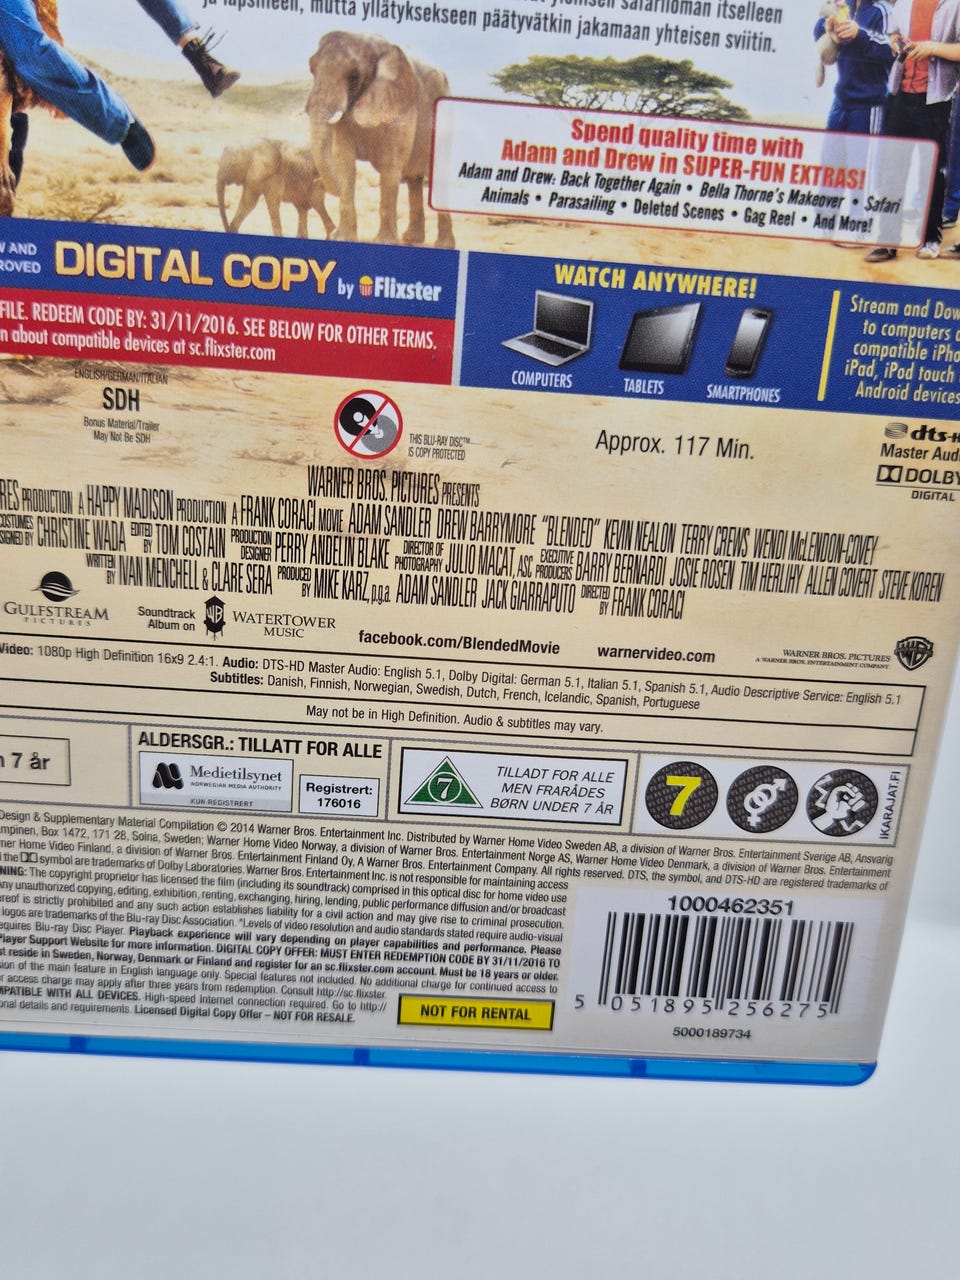 ja lapsineen, mutta yllätyksekseen päätyvätkin jakamaan yhteisen sviitin.
Spend quality time with
Adam and Drew in SUPER-FUN EXTRAS!
Adam and Drew: Back Together Again • Bella Thorne's Makeover • Safari
Animals • Parasailing • Deleted Scenes • Gag Reel • And More!
AND
DIGITAL COPY by Flixster
FILE. REDEEM CODE BY: 31/11/2016. SEE BELOW FOR OTHER TERMS.
about compatible devices at sc.flixster.com
WATCH ANYWHERE!
COMPUTERS
TABLETS
SMARTPHONES
Stream and
to computers
compatible
iPad, iPod touch
Android devices
ENGLISH/GERMAN/ITALIAN
SDH
Bonus Material/Trailer
May Not Be SDH
THIS BLU-RAY DISC™
IS COPY PROTECTED
Approx. 117 Min.
dts-H
Master
DOLBY
DIGITAL
WARNER BROS. PICTURES PRESENTS
PRODUCTION A HAPPY MADISON PRODUCTION A FRANK CORACI MOVIE ADAM SANDLER DREW BARRYMORE "BLENDED" KEVIN NEALON TERRY CREWS WENDI McLENDON-COVEY
COSTUMES BY CHRISTINE WADA EDITED BY TOM COSTAIN PRODUCTION DESIGNER PERRY ANDELIN BLAKE DIRECTOR OF PHOTOGRAPHY JULIO MACAT, ASC EXECUTIVE PRODUCERS BARRY BERNARDI JOSIE ROSEN TIM HERLIHY ALLEN COVERT STEVE KOREN
WRITTEN BY IVAN MENCHELL & CLARE SERA PRODUCED BY MIKE KARZ, p.g.a. ADAM SANDLER JACK GIARRAPUTO DIRECTED BY FRANK CORACI
GULFSTREAM
PICTURES
Soundtrack
Album on
WB
WATERTOWER
MUSIC
facebook.com/BlendedMovie
warnervideo.com
WARNER BROS. PICTURES
A WARNER BROS. ENTERTAINMENT COMPANY
Video: 1080p High Definition 16x9 2.4:1. Audio: DTS-HD Master Audio: English 5.1, Dolby Digital: German 5.1, Italian 5.1, Spanish 5.1, Audio Descriptive Service: English 5.1
Subtitles: Danish, Finnish, Norwegian, Swedish, Dutch, French, Icelandic, Spanish, Portuguese
May not be in High Definition. Audio & subtitles may vary.
7 år
ALDERSGR.: TILLATT FOR ALLE
Medietilsynet
NORWEGIAN MEDIA AUTHORITY
KUN REGISTRERT
Registrert:
176016
7
TILLADT FOR ALLE
MEN FRARÅDES
BØRN UNDER 7 ÅR
7
IKARAJAT.FI
Design & Supplementary Material Compilation © 2014 Warner Bros. Entertainment Inc. Distributed by Warner Home Video Sweden AB, a division of Warner Bros. Entertainment Sverige AB, Ansvarig
Box 1472, 171 28, Solna, Sweden; Warner Home Video Norway, a division of Warner Bros. Entertainment Norge AS, Warner Home Video Denmark, a division of Warner Bros. Entertainment
Home Video Finland, a division of Warner Bros. Entertainment Finland Oy, A Warner Bros. Entertainment Company. All rights reserved. DTS, the symbol, and DTS-HD are registered trademarks of
the symbol are trademarks of Dolby Laboratories. Warner Bros. Entertainment Inc. is not responsible for maintaining access
The copyright proprietor has licensed the film (including its soundtrack) comprised in this optical disc for home video use
Any unauthorized copying, editing, exhibition, renting, exchanging, hiring, lending, public performance diffusion and/or broadcast
is strictly prohibited and any such action establishes liability for a civil action and may give rise to criminal prosecution.
logos are trademarks of the Blu-ray Disc Association. *Levels of video resolution and audio standards stated require audio-visual
requires Blu-ray Disc Player. Playback experience will vary depending on player capabilities and performance. Please
Player Support Website for more information. DIGITAL COPY OFFER: MUST ENTER REDEMPTION CODE BY 31/11/2016 TO
reside in Sweden, Norway, Denmark or Finland and register for an sc.flixster.com account. Must be 18 years or older.
of the main feature in English language only. Special features not included. No additional charge for continued access to
access charge may apply after three years from redemption. Consult http://sc.flixster.
WITH ALL DEVICES. High-speed Internet connection required. Go to http://
details and requirements. Licensed Digital Copy Offer – NOT FOR RESALE.
NOT FOR RENTAL
1000462351
5 051895 256275
5000189734